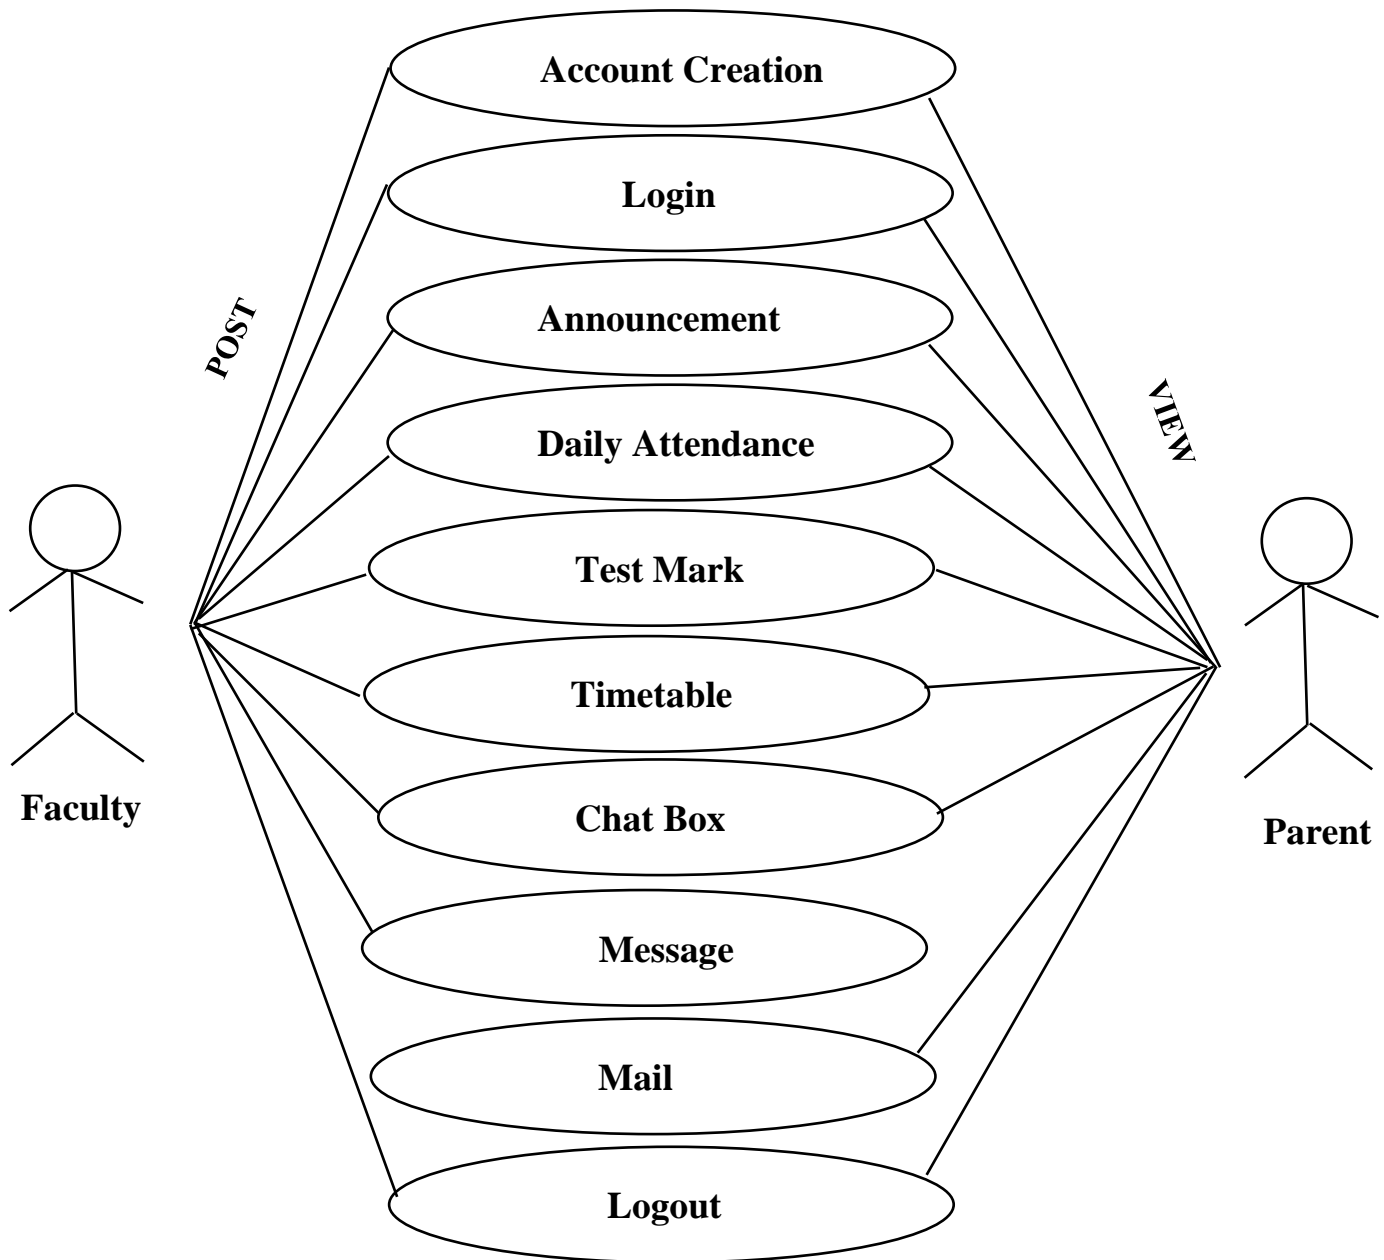 Account Creation
Login
POST
Announcement
VIEW
Daily Attendance
Test Mark
Timetable
Faculty
Chat Box
Parent
Message
Mail
Logout